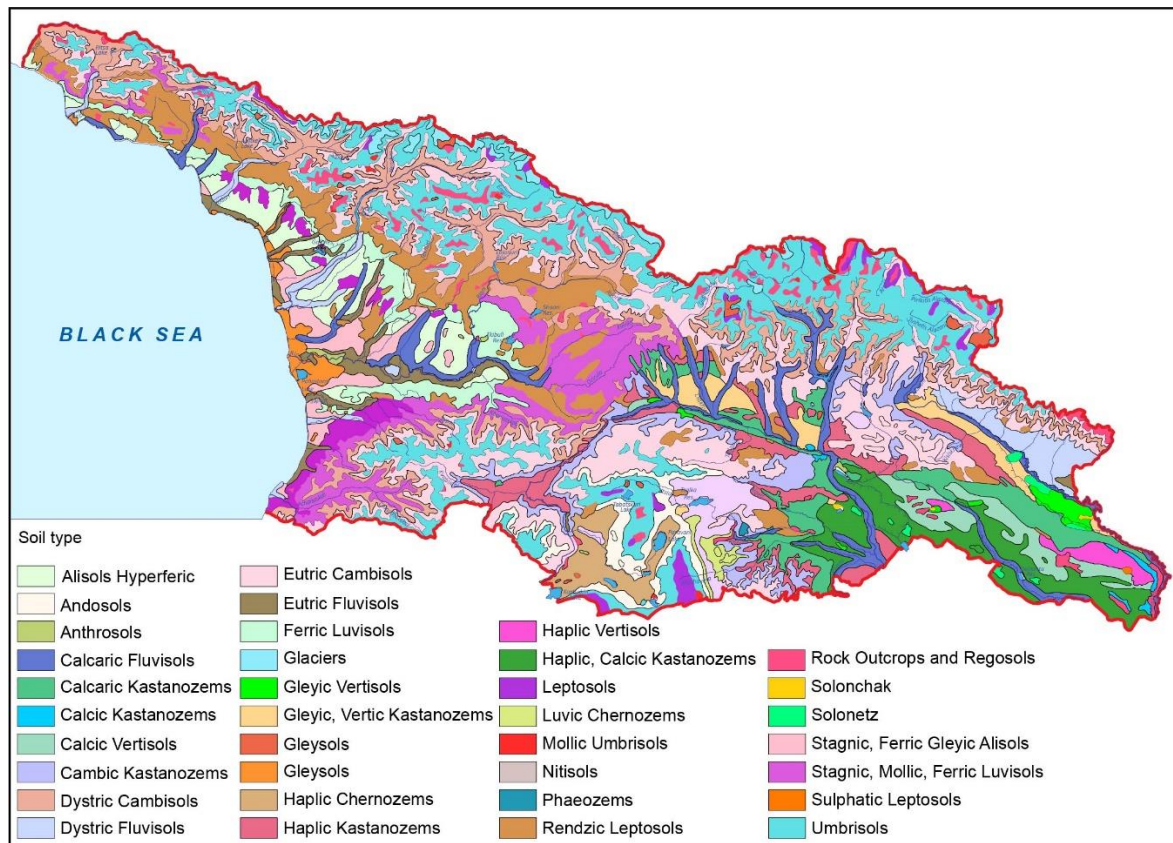 BLACK SEA
Soil type
Alisols Hyperferic
Andosols
Anthrosols
Calcaric Fluvisols
Calcaric Kastanozems
Calcic Kastanozems
Calcic Vertisols
Cambic Kastanozems
Dystric Cambisols
Dystric Fluvisols
Eutric Cambisols
Eutric Fluvisols
Ferric Luvisols
Glaciers
Gleyic Vertisols
Gleyic, Vertic Kastanozems
Gleysols
Gleysols
Haplic Chernozems
Haplic Kastanozems
Haplic Vertisols
Haplic, Calcic Kastanozems
Leptosols
Luvic Chernozems
Mollic Umbrisols
Nitisols
Phaeozems
Rendzic Leptosols
Rock Outcrops and Regosols
Solonchak
Solonetz
Stagnic, Ferric Gleyic Alisols
Stagnic, Mollic, Ferric Luvisols
Sulphatic Leptosols
Umbrisols